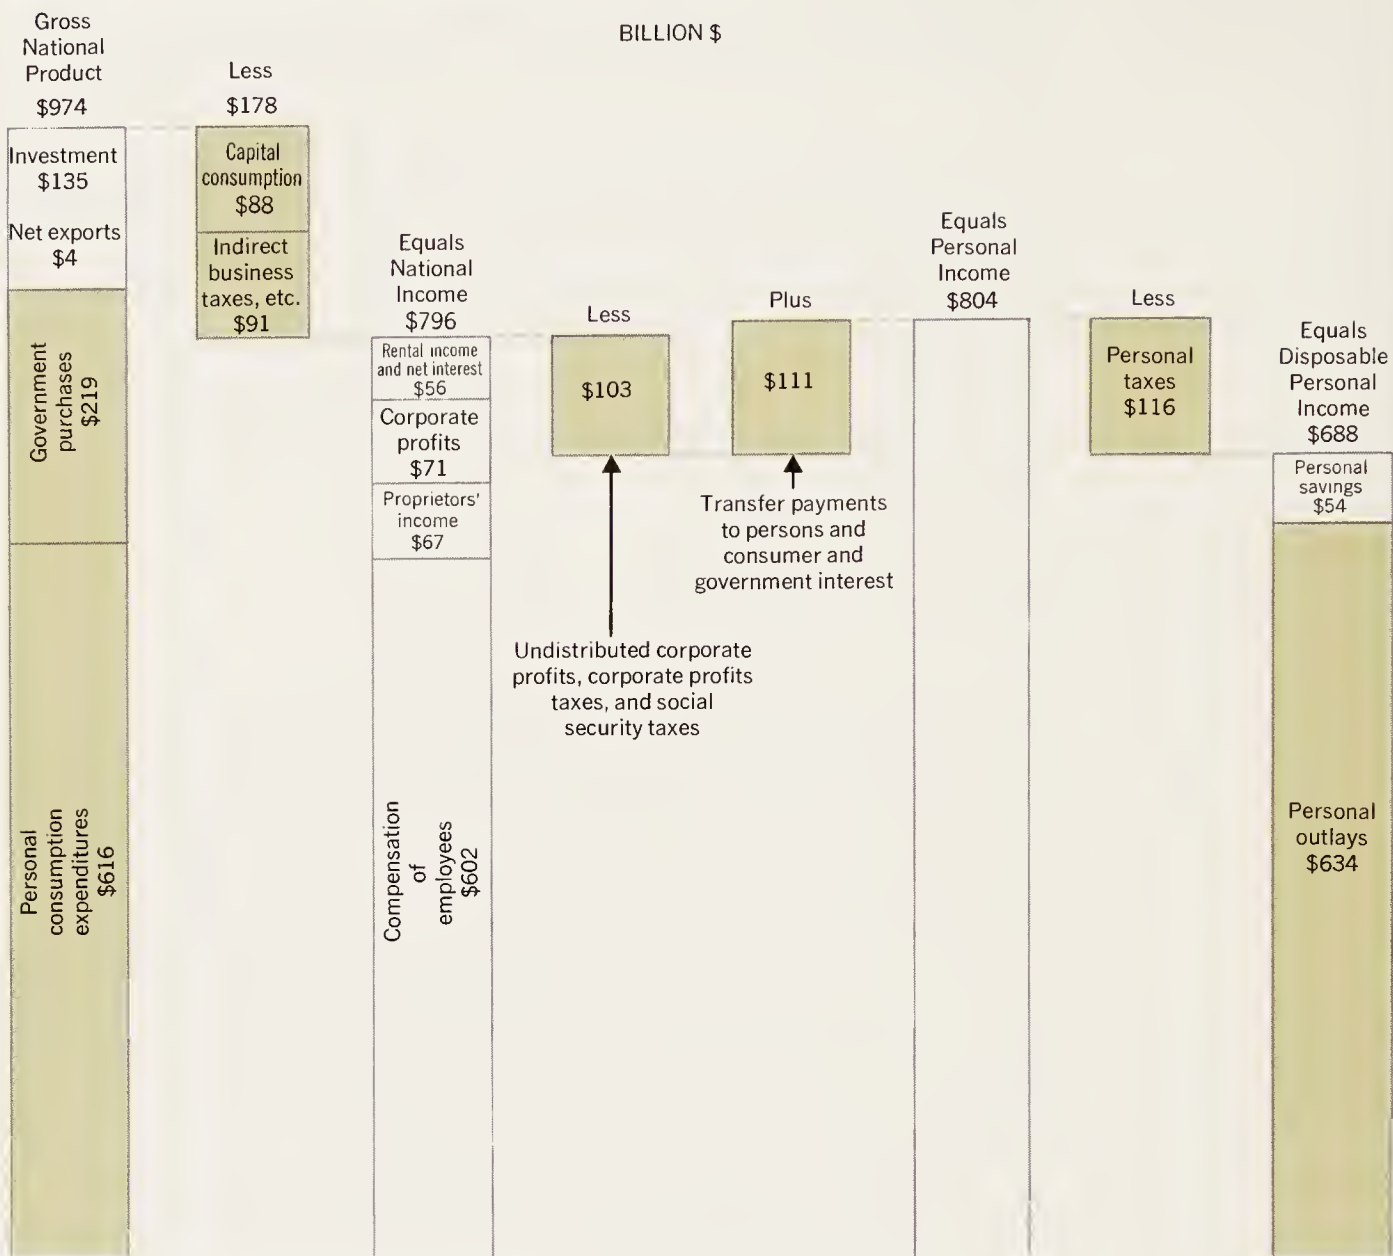 BILLION $
Gross
National
Product
$974
Investment
$135
Net exports
$4
Government
purchases
$219
Personal
consumption
expenditures
$616
Less
$178
Capital
consumption
$88
Indirect
business
taxes, etc.
$91
Equals
National
Income
$796
Rental income
and net interest
$56
Corporate
profits
$71
Proprietors'
income
$67
Compensation
of
employees
$602
Less
$103
Undistributed corporate
profits, corporate profits
taxes, and social
security taxes
Plus
$111
Transfer payments
to persons and
consumer and
government interest
Equals
Personal
Income
$804
Less
Personal
taxes
$116
Equals
Disposable
Personal
Income
$688
Personal
savings
$54
Personal
outlays
$634